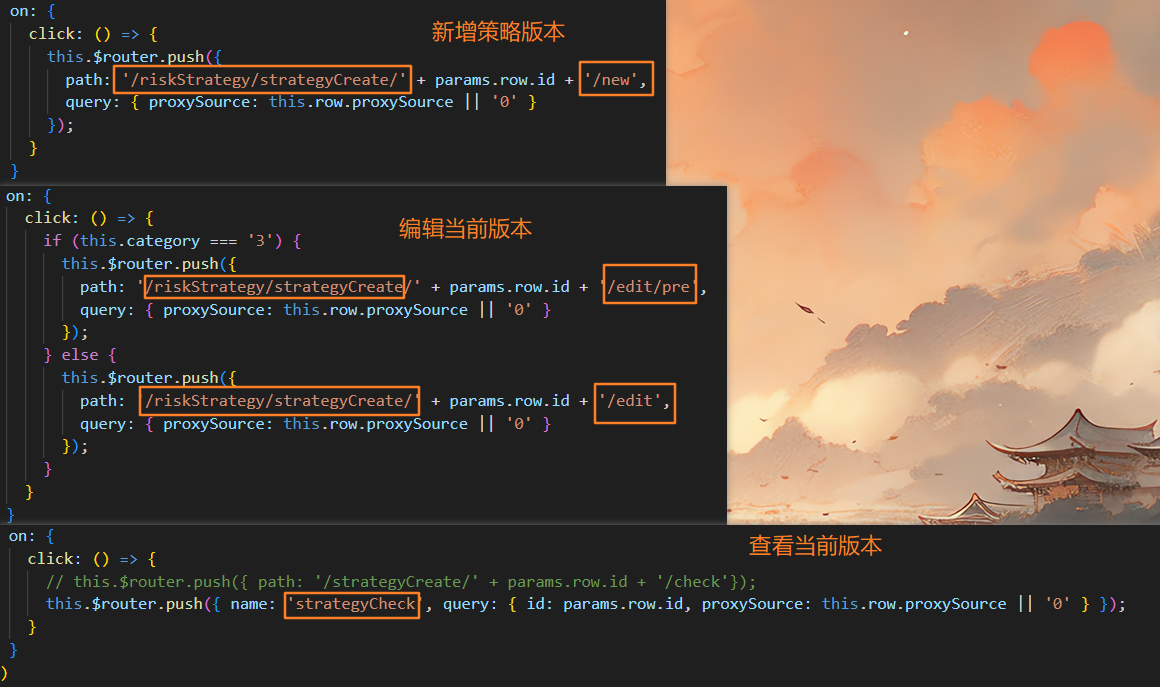 on: {
click: () => {
新增策略版本
this.$router.push({
path: '/riskStrategy/strategyCreate/' + params.row.id + '/new',
query: { proxySource: this.row.proxySource || '0' }
});
}
}
on: {
click: () => {
编辑当前版本
if (this.category === '3') {
this.$router.push({
path: '/riskStrategy/strategyCreate/' + params.row.id + '/edit/pre',
query: { proxySource: this.row.proxySource || '0' }
});
} else {
this.$router.push({
path: '/riskStrategy/strategyCreate/' + params.row.id + '/edit',
query: { proxySource: this.row.proxySource || '0' }
});
}
}
}
on: {
查看当前版本
click: () => {
// this.$router.push({ path: '/strategyCreate/' + params.row.id + '/check'});
this.$router.push({ name: 'strategyCheck', query: { id: params.row.id, proxySource: this.row.proxySource || '0' } });
}
}
)